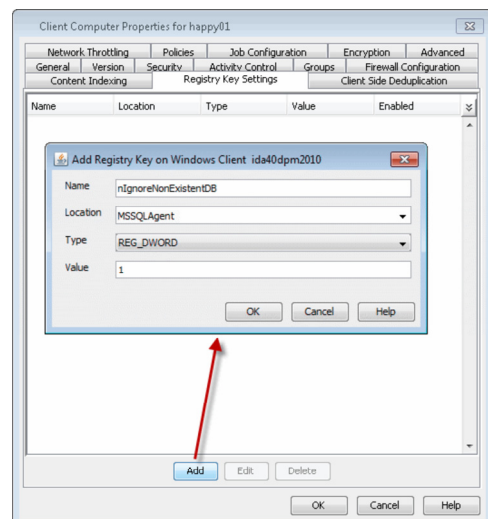 Client Computer Properties for happy01
Network Throttling Policies Job Configuration Encryption Advanced
General Version Security Activity Control Groups Firewall Configuration
Content Indexing Registry Key Settings Client Side Deduplication
Name Location Type Value Enabled
Add Registry Key on Windows Client ida40dpm2010
Name nIgnoreNonExistentDB
Location MSSQLAgent
Type REG_DWORD
Value 1
OK Cancel Help
Add Edit Delete
OK Cancel Help